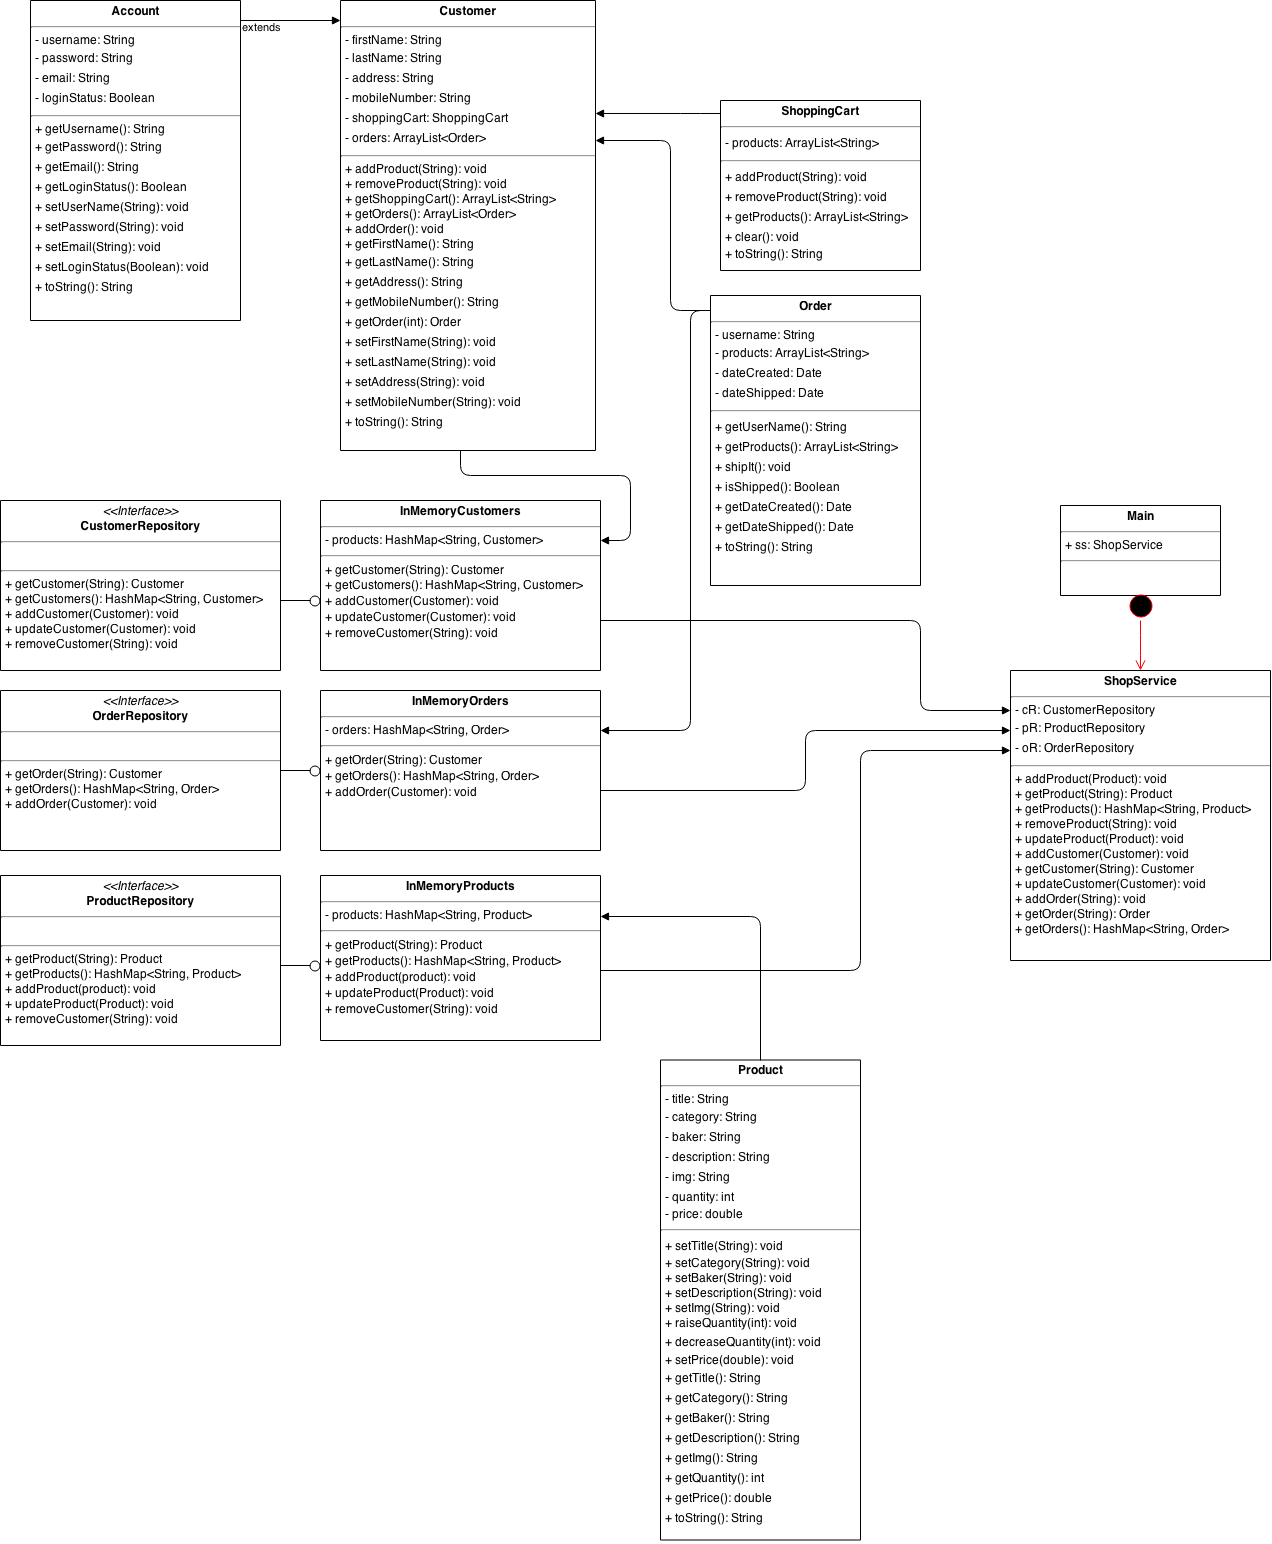 Account
- username: String
- password: String
- email: String
- loginStatus: Boolean
+ getUsername(): String
+ getPassword(): String
+ getEmail(): String
+ getLoginStatus(): Boolean
+ setUserName(String): void
+ setPassword(String): void
+ setEmail(String): void
+ setLoginStatus(Boolean): void
+ toString(): String
extends
Customer
- firstName: String
- lastName: String
- address: String
- mobileNumber: String
- shoppingCart: ShoppingCart
- orders: ArrayList<Order>
+ addProduct(String): void
+ removeProduct(String): void
+ getShoppingCart(): ArrayList<String>
+ getOrders(): ArrayList<Order>
+ addOrder(): void
+ getFirstName(): String
+ getLastName(): String
+ getAddress(): String
+ getMobileNumber(): String
+ getOrder(int): Order
+ setFirstName(String): void
+ setLastName(String): void
+ setAddress(String): void
+ setMobileNumber(String): void
+ toString(): String
ShoppingCart
- products: ArrayList<String>
+ addProduct(String): void
+ removeProduct(String): void
+ getProducts(): ArrayList<String>
+ clear(): void
+ toString(): String
Order
- username: String
- products: ArrayList<String>
- dateCreated: Date
- dateShipped: Date
+ getUserName(): String
+ getProducts(): ArrayList<String>
+ shipIt(): void
+ isShipped(): Boolean
+ getDateCreated(): Date
+ getDateShipped(): Date
+ toString(): String
<<Interface>>
CustomerRepository
+ getCustomer(String): Customer
+ getCustomers(): HashMap<String, Customer>
+ addCustomer(Customer): void
+ updateCustomer(Customer): void
+ removeCustomer(String): void
InMemoryCustomers
- products: HashMap<String, Customer>
+ getCustomer(String): Customer
+ getCustomers(): HashMap<String, Customer>
+ addCustomer(Customer): void
+ updateCustomer(Customer): void
+ removeCustomer(String): void
Main
+ ss: ShopService
<<Interface>>
OrderRepository
+ getOrder(String): Customer
+ getOrders(): HashMap<String, Order>
+ addOrder(Customer): void
InMemoryOrders
- orders: HashMap<String, Order>
+ getOrder(String): Customer
+ getOrders(): HashMap<String, Order>
+ addOrder(Customer): void
ShopService
- cR: CustomerRepository
- pR: ProductRepository
- oR: OrderRepository
+ addProduct(Product): void
+ getProduct(String): Product
+ getProducts(): HashMap<String, Product>
+ removeProduct(String): void
+ updateProduct(Product): void
+ addCustomer(Customer): void
+ getCustomer(String): Customer
+ updateCustomer(Customer): void
+ addOrder(String): void
+ getOrder(String): Order
+ getOrders(): HashMap<String, Order>
<<Interface>>
ProductRepository
+ getProduct(String): Product
+ getProducts(): HashMap<String, Product>
+ addProduct(product): void
+ updateProduct(Product): void
+ removeCustomer(String): void
InMemoryProducts
- products: HashMap<String, Product>
+ getProduct(String): Product
+ getProducts(): HashMap<String, Product>
+ addProduct(product): void
+ updateProduct(Product): void
+ removeCustomer(String): void
Product
- title: String
- category: String
- baker: String
- description: String
- img: String
- quantity: int
- price: double
+ setTitle(String): void
+ setCategory(String): void
+ setBaker(String): void
+ setDescription(String): void
+ setImg(String): void
+ raiseQuantity(int): void
+ decreaseQuantity(int): void
+ setPrice(double): void
+ getTitle(): String
+ getCategory(): String
+ getBaker(): String
+ getDescription(): String
+ getImg(): String
+ getQuantity(): int
+ getPrice(): double
+ toString(): String